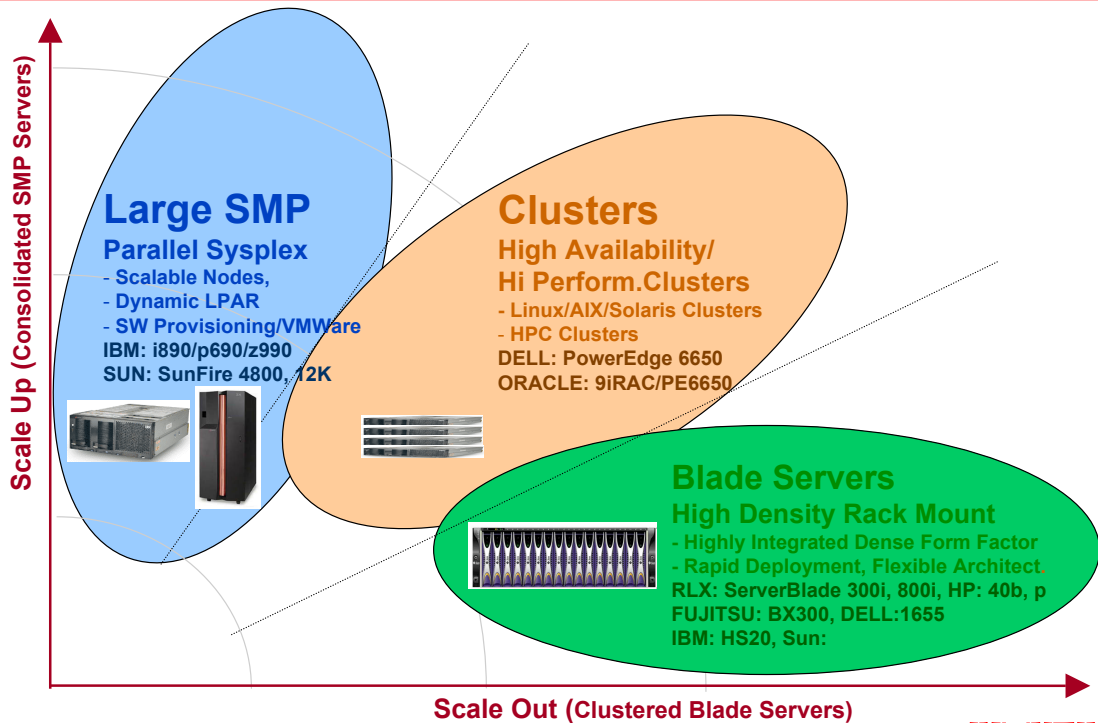 Scale Up (Consolidated SMP Servers)
Large SMP
Parallel Sysplex
- Scalable Nodes,
- Dynamic LPAR
- SW Provisioning/VMWare
IBM: i890/p690/z990
SUN: SunFire 4800, 12K
Clusters
High Availability/
Hi Perform.Clusters
- Linux/AIX/Solaris Clusters
- HPC Clusters
DELL: PowerEdge 6650
ORACLE: 9iRAC/PE6650
Blade Servers
High Density Rack Mount
- Highly Integrated Dense Form Factor
- Rapid Deployment, Flexible Architect.
RLX: ServerBlade 300i, 800i, HP: 40b, p
FUJITSU: BX300, DELL:1655
IBM: HS20, Sun:
Scale Out (Clustered Blade Servers)